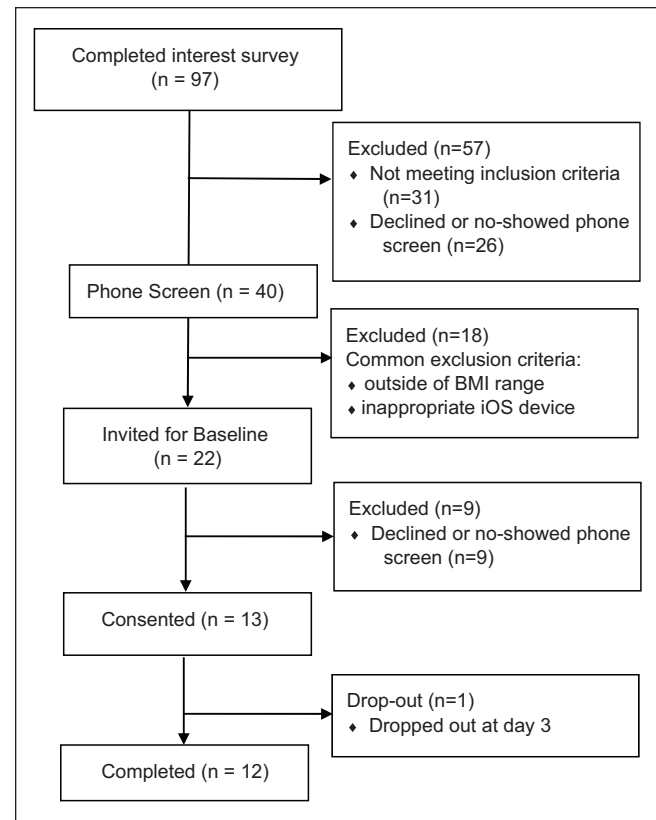 Completed interest survey
(n = 97)
Excluded (n=57)
♦ Not meeting inclusion criteria
(n=31)
♦ Declined or no-showed phone
screen (n=26)
Phone Screen (n = 40)
Excluded (n=18)
Common exclusion criteria:
♦ outside of BMI range
♦ inappropriate iOS device
Invited for Baseline
(n = 22)
Excluded (n=9)
♦ Declined or no-showed phone
screen (n=9)
Consented (n = 13)
Drop-out (n=1)
♦ Dropped out at day 3
Completed (n = 12)